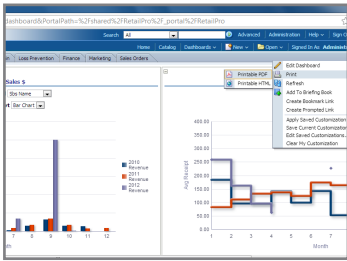 dashboard&PortalPath=%2Fshared%2FRetailPro%2F_portal%2FRetailPro
Search All Advanced Administration Help Sign O
Home Catalog Dashboards New Open Signed In As Administ
Loss Prevention Finance Marketing Sales Orders
Edit Dashboard
Printable PDF Print
Printable HTML Refresh
Add To Briefing Book
Create Bookmark Link
Create Prompted Link
Apply Saved Customization
Save Current Customization
Edit Saved Customizations...
Clear My Customization
Sales S
Sbs Name
Bar Chart
2010 Revenue
2011 Revenue
2012 Revenue
7 8 9 10 11 12
Avg Receipt
400.00
350.00
300.00
250.00
200.00
150.00
100.00
50.00
0.00
1 2 3 4 5 6 7
Month